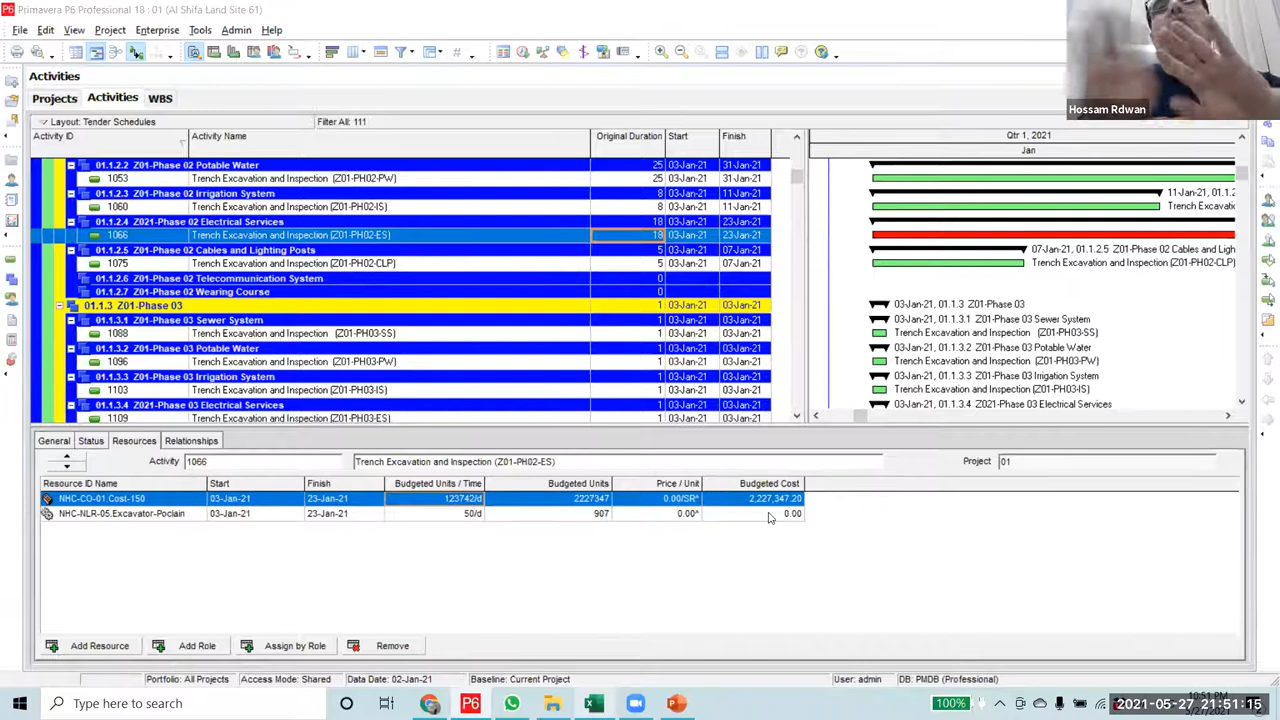 P6 Primavera P6 Professional 18 : 01 (Al Shifa Land Site 61)
File Edit View Project Enterprise Tools Admin Help
Activities
Projects Activities WBS
Layout: Tender Schedules Filter All: 111
Activity ID Activity Name Original Duration Start Finish Qtr 1, 2021
Jan
01.1.2.2 Z01-Phase 02 Potable Water 25 03-Jan-21 31-Jan-21
1053 Trench Excavation and Inspection (Z01-PH02-PW) 25 03-Jan-21 31-Jan-21
01.1.2.3 Irrigation System 8 03-Jan-21 11-Jan-21 11-Jan-21, 01.1.2
1060 Trench Excavation and Inspection (Z01-PH02-IS) 8 03-Jan-21 11-Jan-21 Trench Excavati
01.1.2.4 Z2021-Phase 02 Electrical Services 18 03-Jan-21 23-Jan-21
1066 Trench Excavation and Inspection (Z01-PH02-ES) 18 03-Jan-21 23-Jan-21
01.1.2.5 Phase 02 Cables and Lighting Posts 5 03-Jan-21 07-Jan-21 07-Jan-21, 01.1.2.5 Z01-Phase 02 Cables and Ligh
1075 Trench Excavation and Inspection (Z01-PH02-CLP) 5 03-Jan-21 07-Jan-21 Trench Excavation and Inspection (Z01-PH02-CLP)
01.1.2.6 Phase 02 Telecommunication System 0
01.1.2.7 Phase 02 Wearing Course 0
01.1.3 Z01-Phase 03 1 03-Jan-21 03-Jan-21 03-Jan-21, 01.1.3 Z01-Phase 03
01.1.3.1 Phase 03 Sewer System 1 03-Jan-21 03-Jan-21 03-Jan-21, 01.1.3.1 Z01-Phase 03 Sewer System
1088 Trench Excavation and Inspection (Z01-PH03-SS) 1 03-Jan-21 03-Jan-21 Trench Excavation and Inspection (Z01-PH03-SS)
01.1.3.2 Z01-Phase 03 Potable Water 1 03-Jan-21 03-Jan-21 03-Jan-21, 01.1.3.2 Z01-Phase 03 Potable Water
1096 Trench Excavation and Inspection (Z01-PH03-PW) 1 03-Jan-21 03-Jan-21 Trench Excavation and Inspection (Z01-PH03-PW)
01.1.3.3 Z01-Phase 03 Irrigation System 1 03-Jan-21 03-Jan-21 03-Jan-21, 01.1.3.3 Z01-Phase 03 Irrigation System
1103 Trench Excavation and Inspection (Z01-PH03-IS) 1 03-Jan-21 03-Jan-21 Trench Excavation and Inspection (Z01-PH03-IS)
01.1.3.4 Z2021-Phase 03 Electrical Services 1 03-Jan-21 03-Jan-21 03-Jan-21, 01.1.3.4 Z2021-Phase 03 Electrical Services
1109 Trench Excavation and Inspection (Z01-PH03-ES) 1 03-Jan-21 03-Jan-21
General Status Resources Relationships
Activity 1066 Trench Excavation and Inspection (Z01-PH02-ES) Project 01
Resource ID Name Start Finish Budgeted Units / Time Budgeted Units Price / Unit Budgeted Cost
NHC-CO-01.Cost-150 03-Jan-21 23-Jan-21 123742/d 2227347 0.00/SR^ 2,227,347.20
NHC-NLR-05.Excavator-Poclain 03-Jan-21 23-Jan-21 50/d 907 0.00^ 0.00
Add Resource Add Role Assign by Role Remove
Portfolio: All Projects Access Mode: Shared Data Date: 02-Jan-21 Baseline: Current Project User: admin DB: PMDB (Professional)
Type here to search P6 100% 2021-05-27 21:51:15
Hossam Rdwan